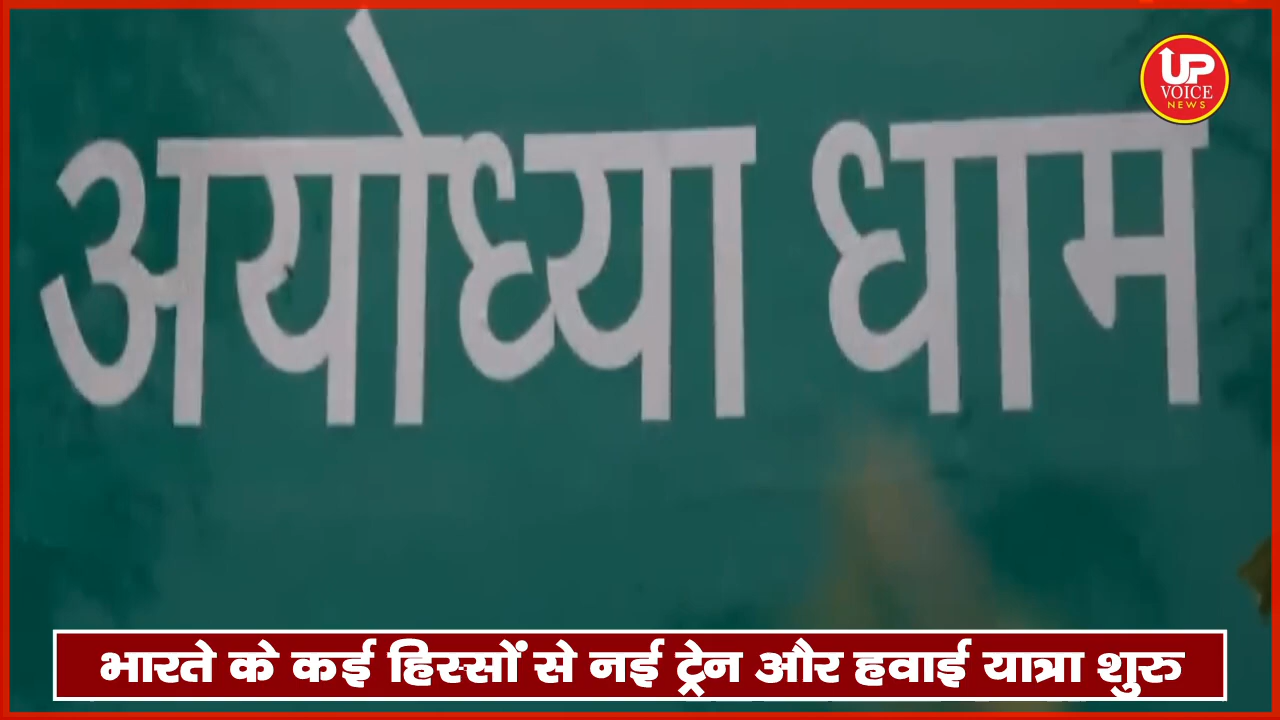 UP
VOICE
NEWS
अयोध्या धाम
भारते के कई हिस्सों से नई ट्रेन और हवाई यात्रा शुरु